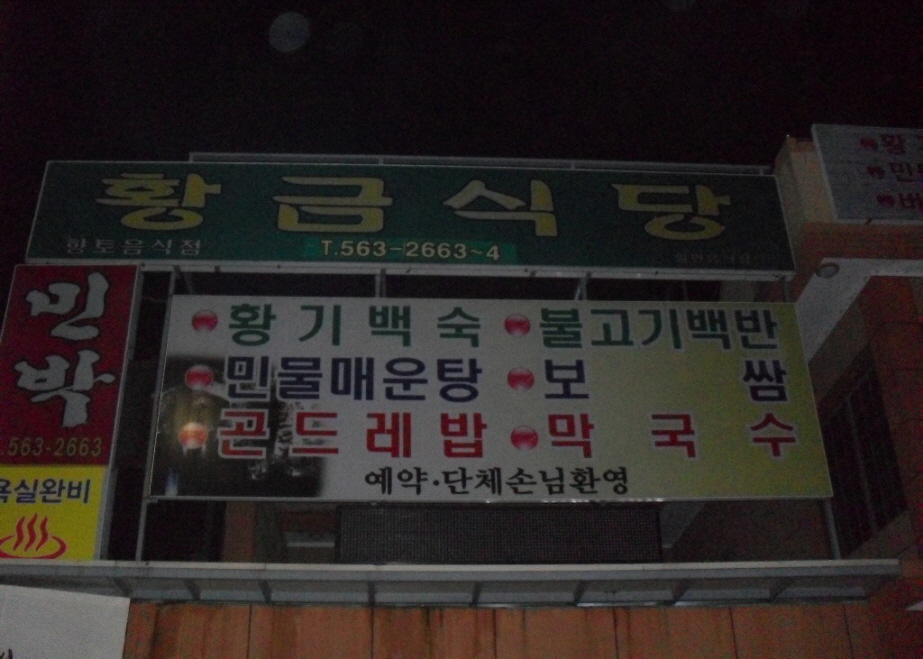 황금식당
향토음식점
T.563-2663~4
민박
.563-2663
욕실완비
황기백숙 불고기백반
민물매운탕 보쌈
곤드레밥 막국수
예약·단체손님환영
황
민